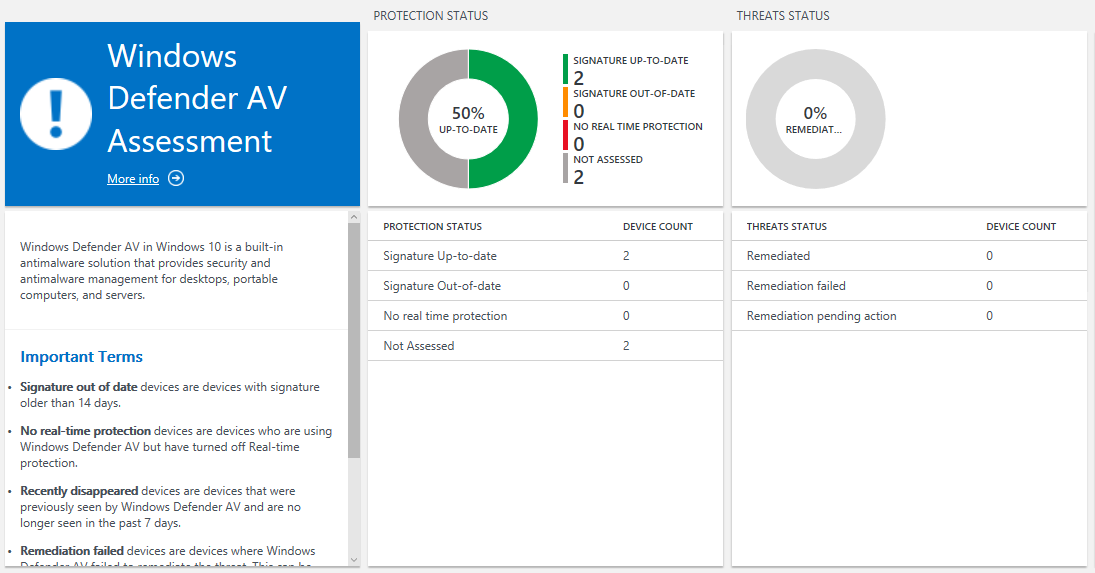 Windows
Defender AV
Assessment
More info
Windows Defender AV in Windows 10 is a built-in
antimalware solution that provides security and
antimalware management for desktops, portable
computers, and servers.
Important Terms
• Signature out of date devices are devices with signature
older than 14 days.
• No real-time protection devices are devices who are using
Windows Defender AV but have turned off Real-time
protection.
• Recently disappeared devices are devices that were
previously seen by Windows Defender AV and are no
longer seen in the past 7 days.
• Remediation failed devices are devices where Windows
Defender AV failed to remediate the threat. This can be
PROTECTION STATUS
50%
UP-TO-DATE
SIGNATURE UP-TO-DATE
2
SIGNATURE OUT-OF-DATE
0
NO REAL TIME PROTECTION
0
NOT ASSESSED
2
PROTECTION STATUS DEVICE COUNT
Signature Up-to-date 2
Signature Out-of-date 0
No real time protection 0
Not Assessed 2
THREATS STATUS
0%
REMEDIAT...
THREATS STATUS DEVICE COUNT
Remediated 0
Remediation failed 0
Remediation pending action 0